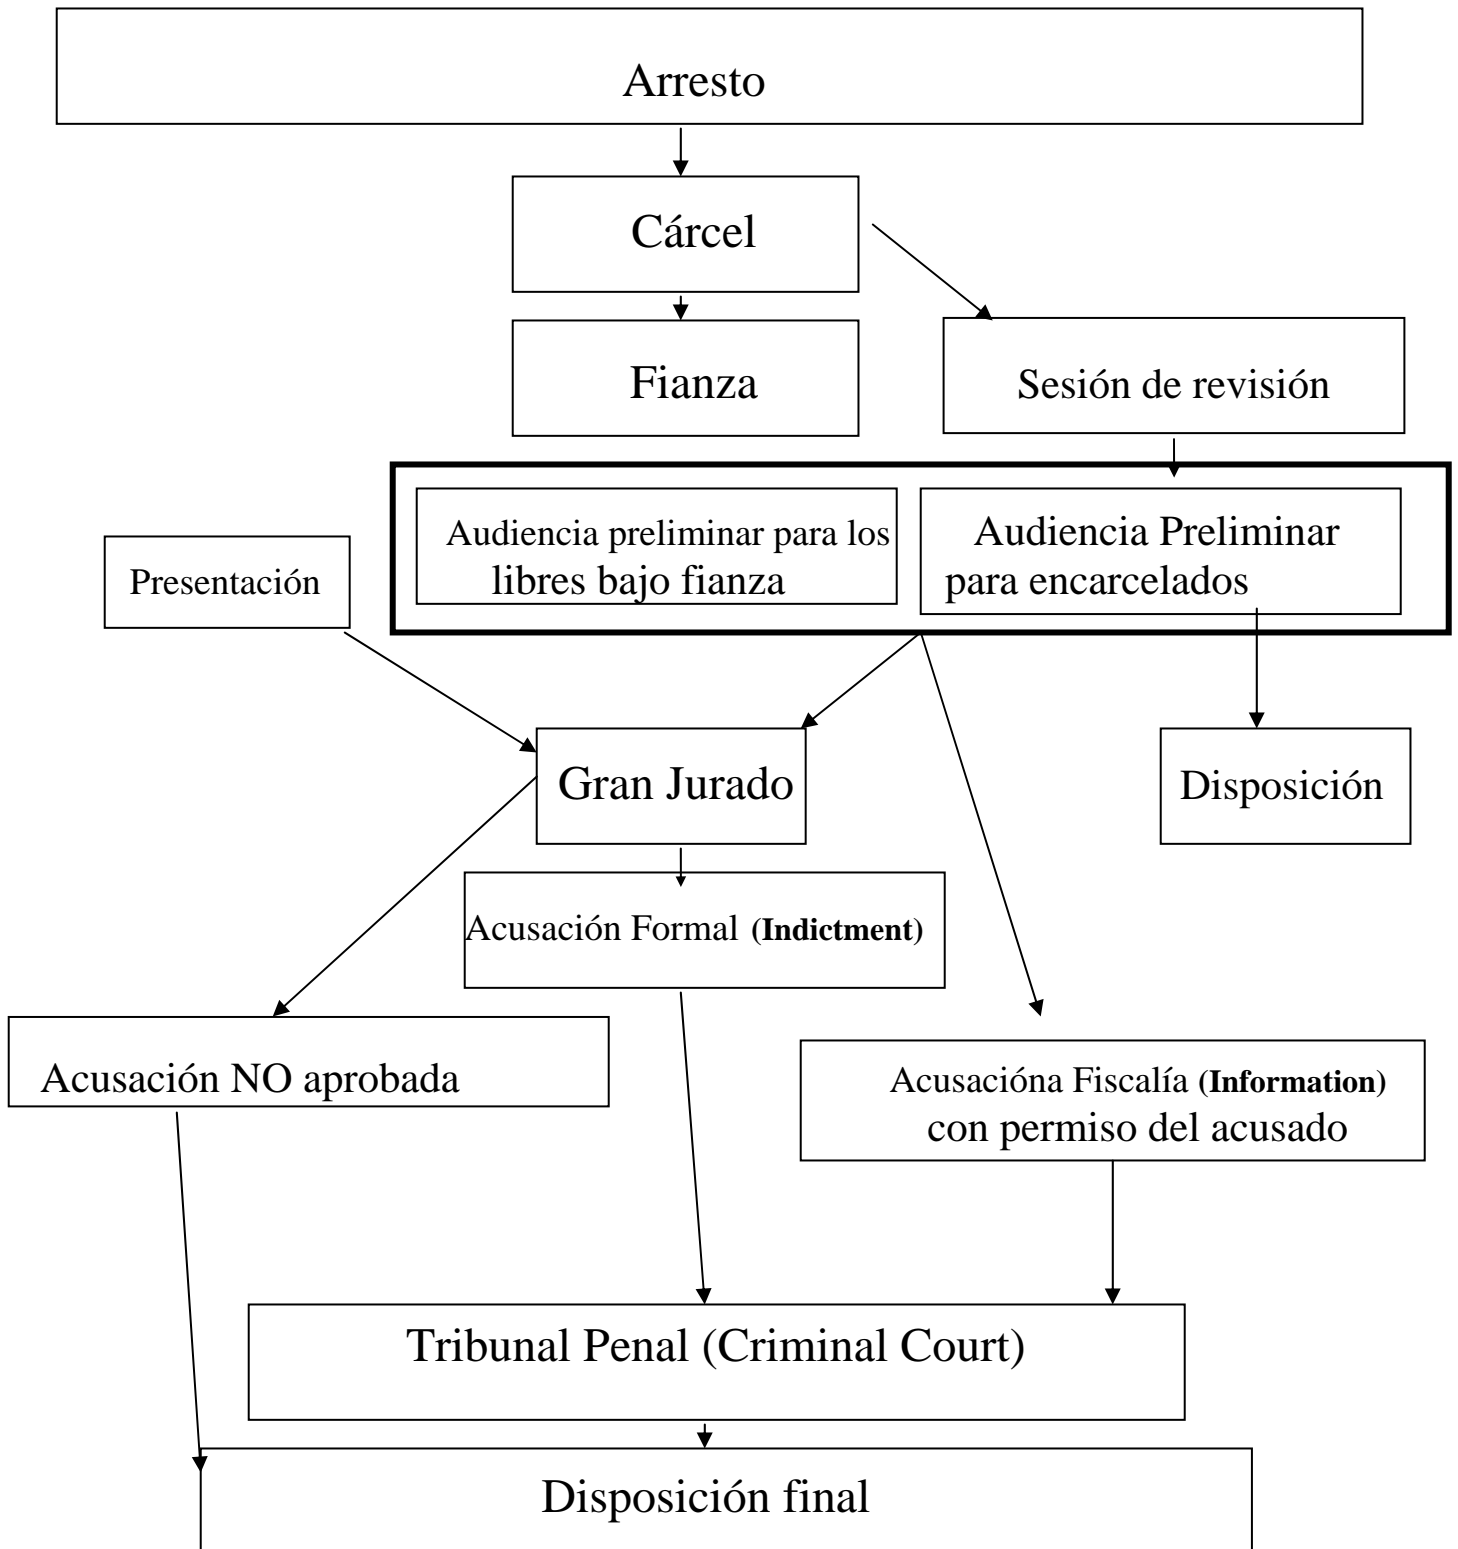 Arresto
Cárcel
Fianza
Sesión de revisión
Audiencia preliminar para los
libres bajo fianza
Audiencia Preliminar
para encarcelados
Presentación
Gran Jurado
Disposición
Acusación Formal (Indictment)
Acusación NO aprobada
Acusacióna Fiscalía (Information)
con permiso del acusado
Tribunal Penal (Criminal Court)
Disposición final